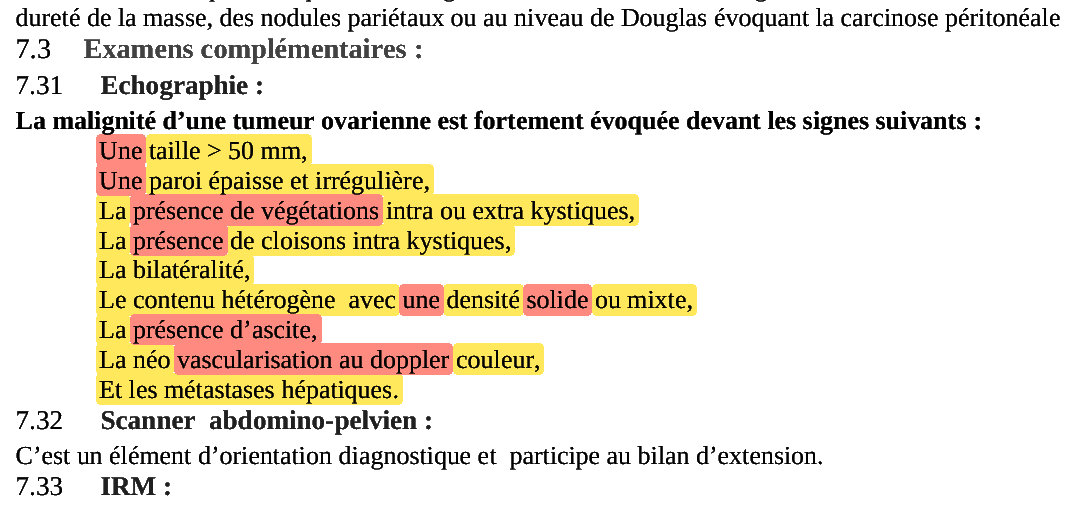 dureté de la masse, des nodules pariétaux ou au niveau de Douglas évoquant la carcinose péritonéale
7.3 Examens complémentaires :
7.31 Echographie :
La malignité d’une tumeur ovarienne est fortement évoquée devant les signes suivants :
Une taille > 50 mm,
Une paroi épaisse et irrégulière,
La présence de végétations intra ou extra kystiques,
La présence de cloisons intra kystiques,
La bilatéralité,
Le contenu hétérogène avec une densité solide ou mixte,
La présence d’ascite,
La néo vascularisation au doppler couleur,
Et les métastases hépatiques.
7.32 Scanner abdomino-pelvien :
C’est un élément d’orientation diagnostique et participe au bilan d’extension.
7.33 IRM :